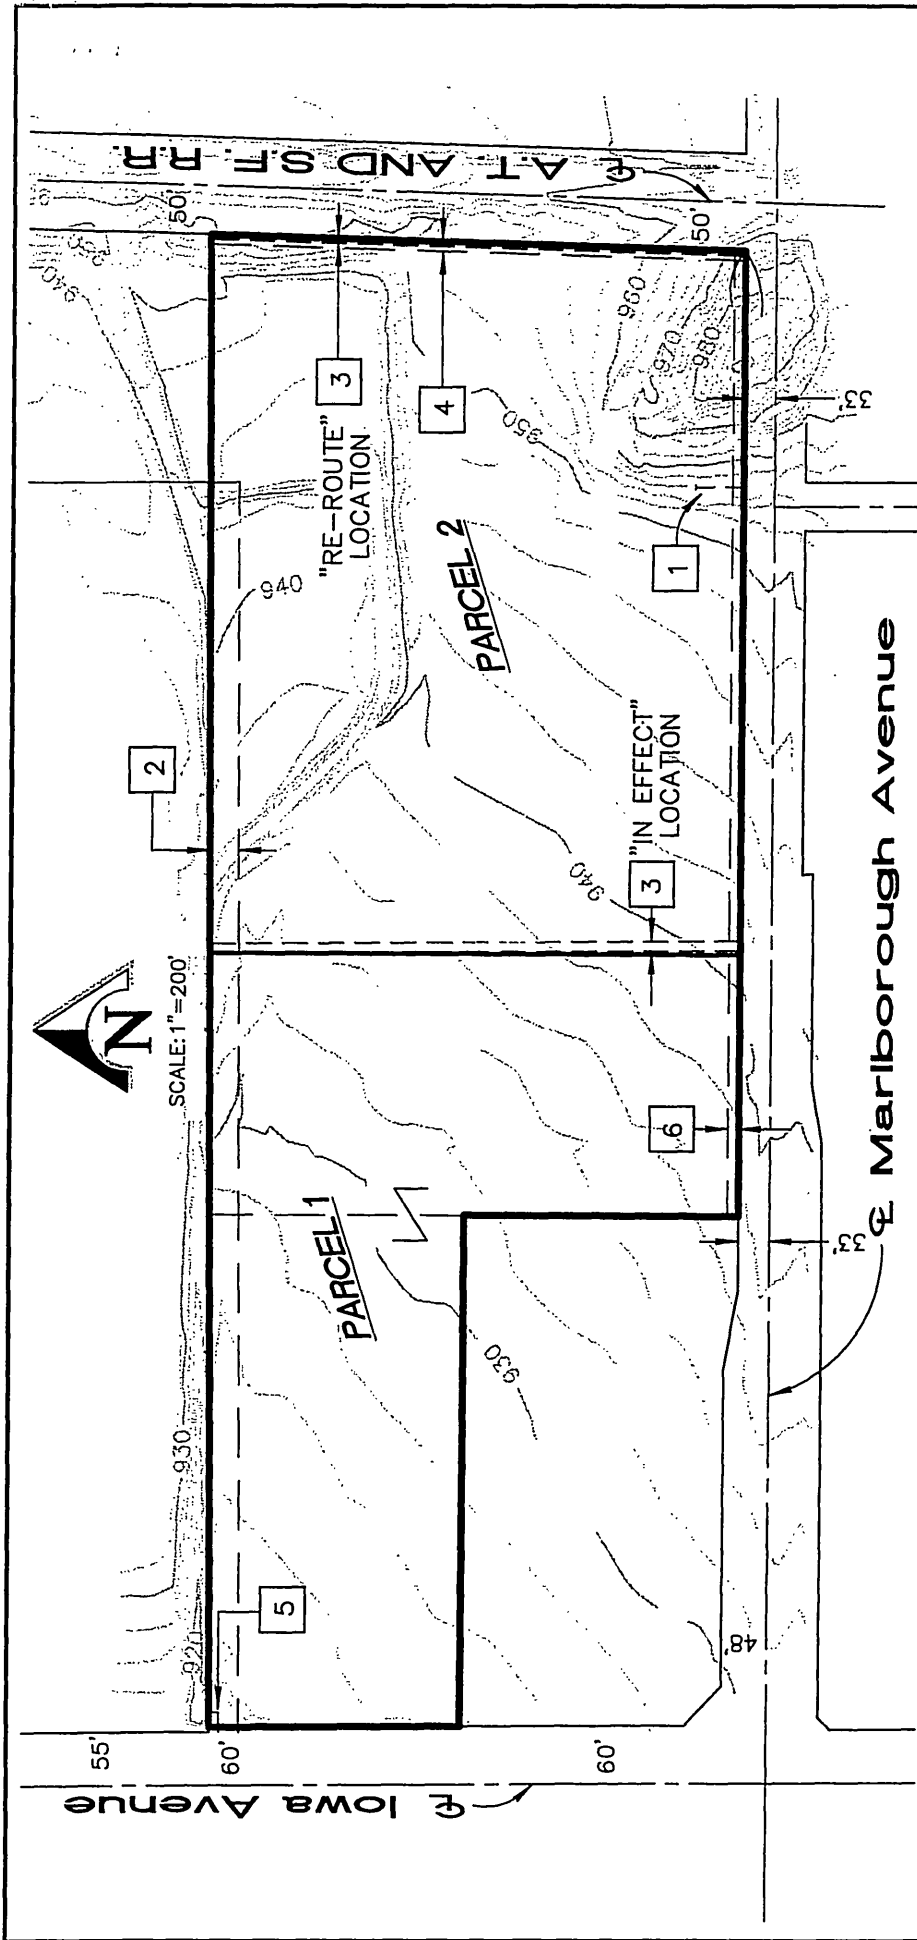 ℄ A.T. AND S.F. R.R.
50'
50'
940
950
960
970
980
33'
3
"RE-ROUTE"
LOCATION
4
950
1
PARCEL 2
940
2
"IN EFFECT"
LOCATION
3
940
N
SCALE: 1"=200'
6
PARCEL 1
33'
℄ Marlborough Avenue
930
930
920
5
48'
55'
60'
60'
℄ Iowa Avenue